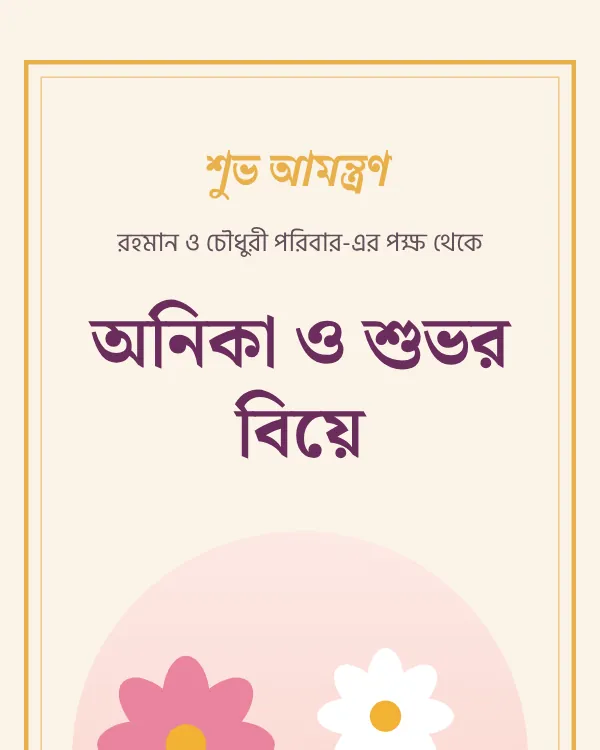 শুভ আমন্ত্রণ
রহমান ও চৌধুরী পরিবার-এর পক্ষ থেকে
অনিকা ও শুভর
বিয়ে